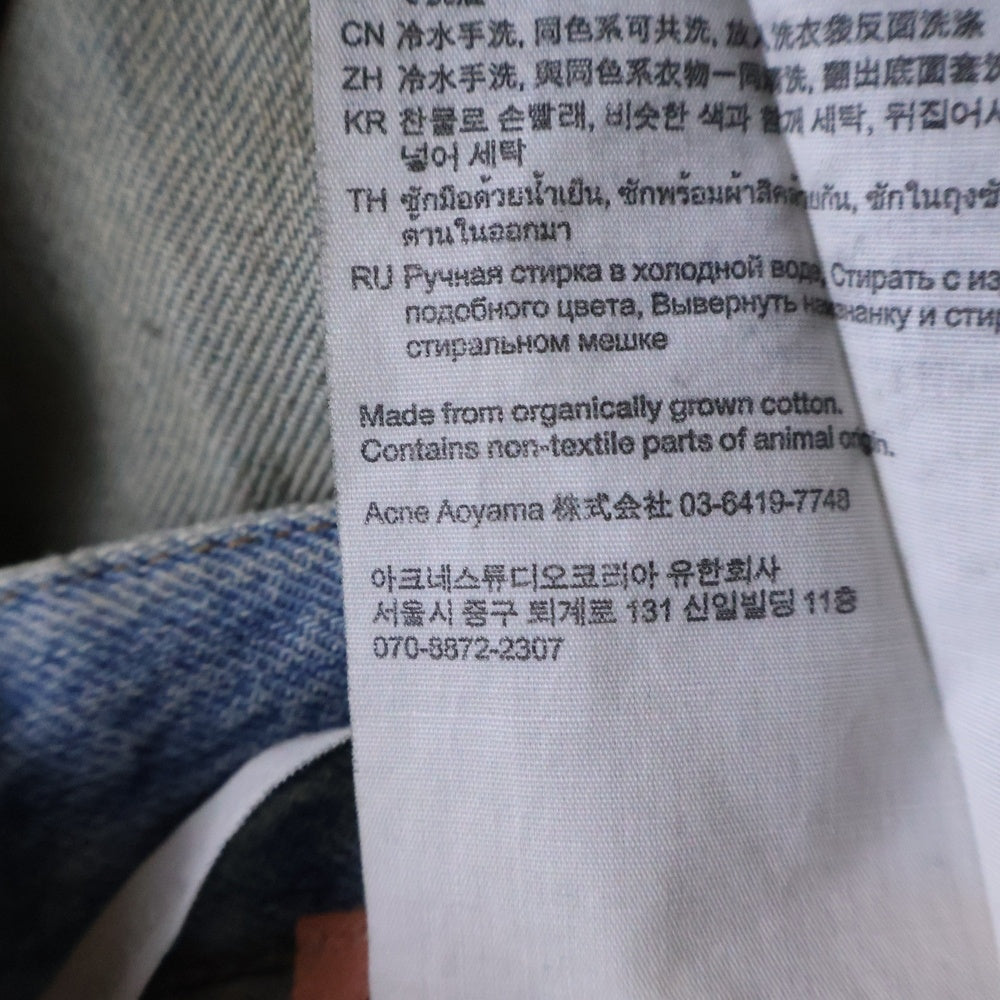 CN 冷水手洗, 同色系可共洗, 放入洗衣袋反面洗涤
ZH 冷水手洗, 與同色系衣物一同清洗, 翻出底面套
KR 찬물로 손빨래, 비슷한 색과 함께 세탁, 뒤집어
넣어 세탁
TH ซักมือด้วยน้ำเย็น, ซักพร้อมผ้าสีคล้ายกัน, ซักในถุง
ด้านในออกมา
RU Ручная стирка в холодной воде, Стирать с из
подобного цвета, Вывернуть наизнанку и сти
стиральном мешке
Made from organically grown cotton.
Contains non-textile parts of animal origin.
Acne Aoyama 株式会社 03-6419-7748
아크네스튜디오코리아 유한회사
서울시 중구 퇴계로 131 신일빌딩 11층
070-8872-2307